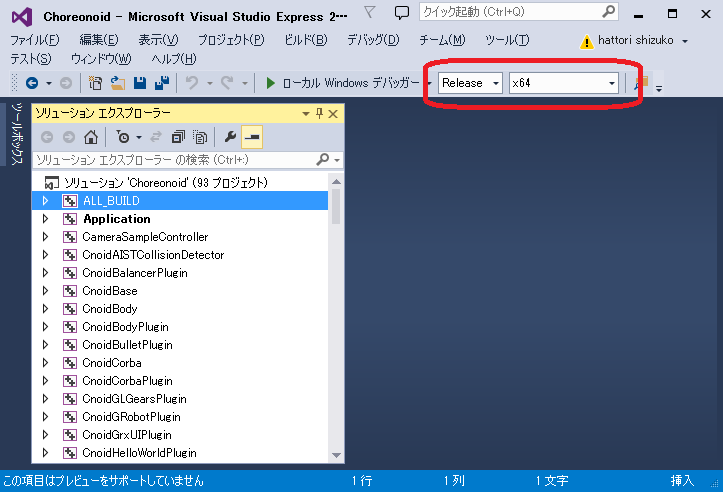 Choreonoid - Microsoft Visual Studio Express 2…
クイック起動 (Ctrl+Q)
ファイル(F) 編集(E) 表示(V) プロジェクト(P) ビルド(B) デバッグ(D) チーム(M) ツール(T) hattori shizuko
テスト(S) ウィンドウ(W) ヘルプ(H)
ローカル Windows デバッガー Release x64
ツールボックス
ソリューション エクスプローラー
ソリューション エクスプローラー の検索 (Ctrl+:)
ソリューション 'Choreonoid' (93 プロジェクト)
ALL_BUILD
Application
CameraSampleController
CnoidAISTCollisionDetector
CnoidBalancerPlugin
CnoidBase
CnoidBody
CnoidBodyPlugin
CnoidBulletPlugin
CnoidCorba
CnoidCorbaPlugin
CnoidGLGearsPlugin
CnoidGRobotPlugin
CnoidGrxUIPlugin
CnoidHelloWorldPlugin
この項目はプレビューをサポートしていません 1 行 1 列 1 文字 挿入